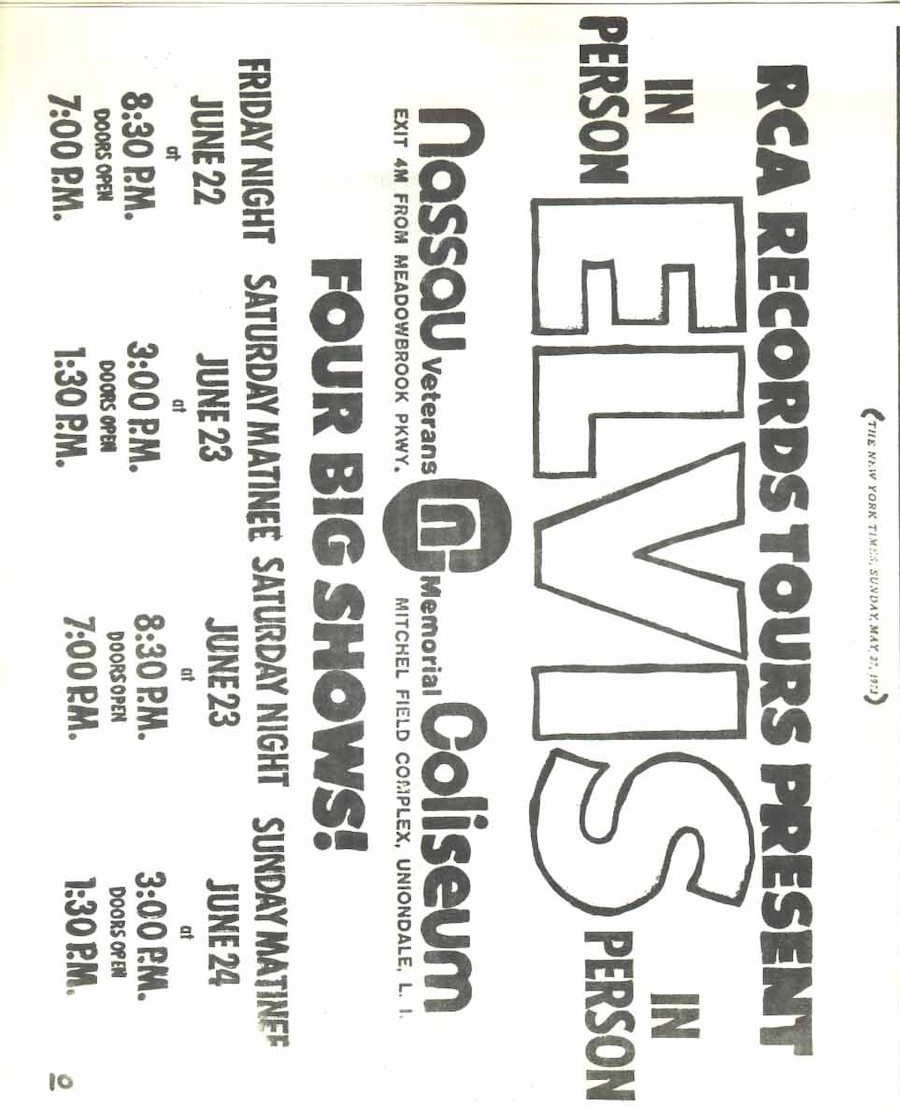 (THE NEW YORK TIMES, SUNDAY, MAY, 27, 1973)
RCA RECORDS TOURS PRESENT
IN PERSON ELVIS IN PERSON
Nassau Veterans n Memorial Coliseum
EXIT 4M FROM MEADOWBROOK PKWY. MITCHEL FIELD COMPLEX, UNIONDALE, L. I.
FOUR BIG SHOWS!
FRIDAY NIGHT SATURDAY MATINEE SATURDAY NIGHT SUNDAY MATINEE
JUNE 22 JUNE 23 JUNE 23 JUNE 24
at at at at
8:30 P.M. 3:00 P.M. 8:30 P.M. 3:00 P.M.
DOORS OPEN DOORS OPEN DOORS OPEN DOORS OPEN
7:00 P.M. 1:30 P.M. 7:00 P.M. 1:30 P.M.
10